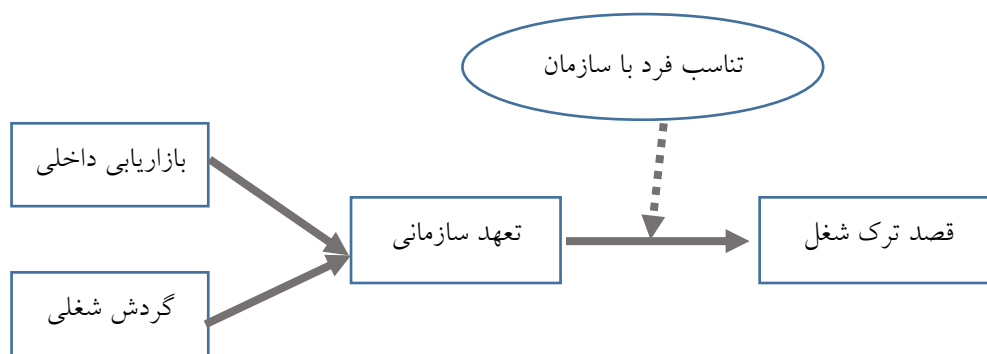 تناسب فرد با سازمان
بازاریابی داخلی
تعهد سازمانی
قصد ترک شغل
گردش شغلی